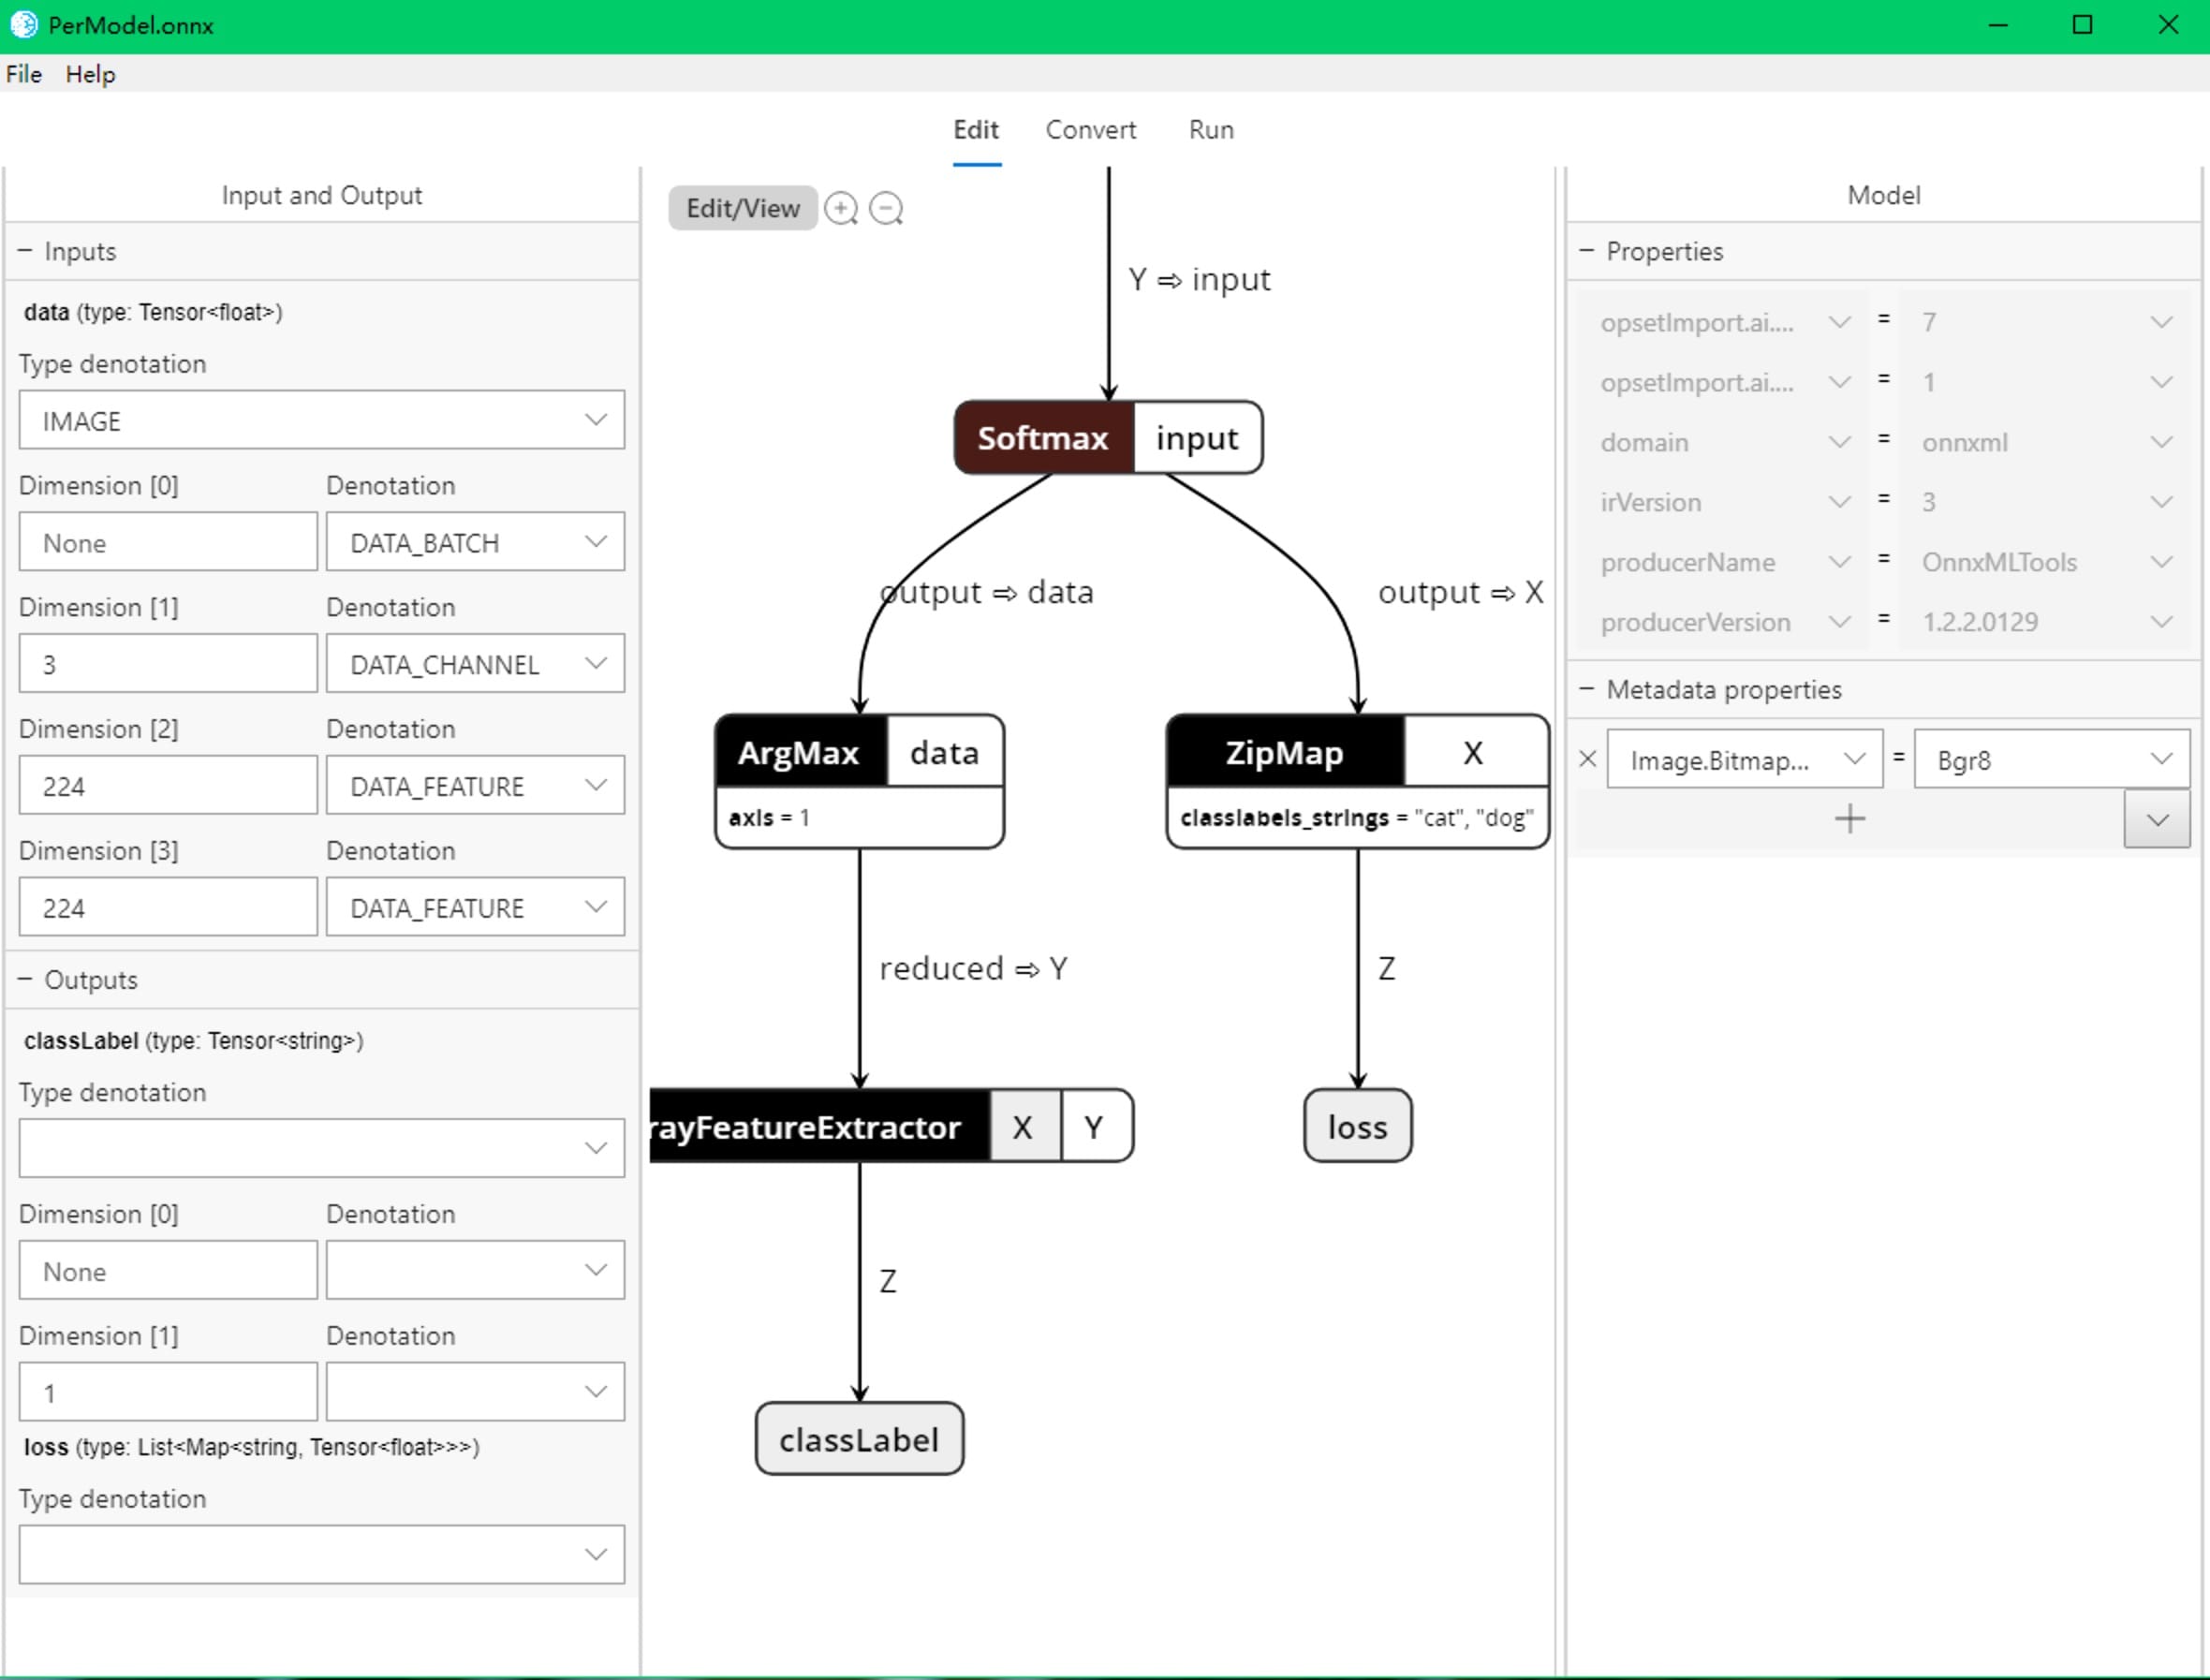 PerModel.onnx
File Help
Edit Convert Run
Input and Output
Inputs
data (type: Tensor<float>)
Type denotation
IMAGE
Dimension [0] Denotation
None DATA_BATCH
Dimension [1] Denotation
3 DATA_CHANNEL
Dimension [2] Denotation
224 DATA_FEATURE
Dimension [3] Denotation
224 DATA_FEATURE
Outputs
classLabel (type: Tensor<string>)
Type denotation
Dimension [0] Denotation
None
Dimension [1] Denotation
1
loss (type: List<Map<string, Tensor<float>>>)
Type denotation
Edit/View
Y ⇨ input
Softmax input
output ⇨ data output ⇨ X
ArgMax data
axis = 1
ZipMap X
classlabels_strings = "cat", "dog"
reduced ⇨ Y
Z
rayFeatureExtractor X Y
loss
Z
classLabel
Model
Properties
opsetImport.ai.... = 7
opsetImport.ai.... = 1
domain = onnxml
irVersion = 3
producerName = OnnxMLTools
producerVersion = 1.2.2.0129
Metadata properties
Image.Bitmap... = Bgr8